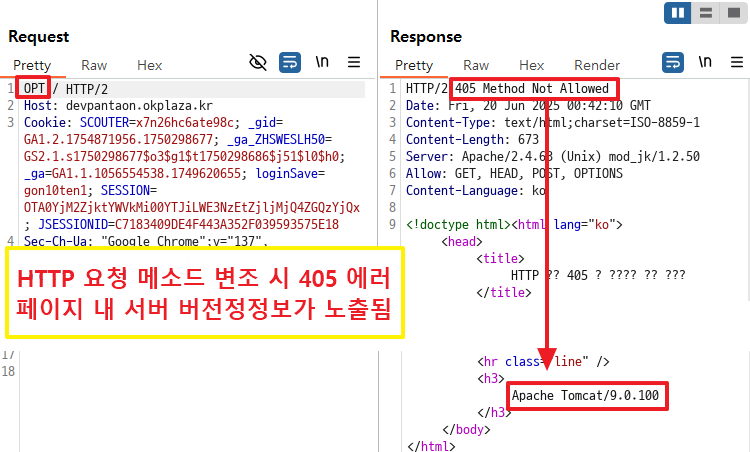 Request
Pretty Raw Hex
\n
1 OPT / HTTP/2
2 Host: devpantaon.okplaza.kr
3 Cookie: SCOUTER=x7n26hc6ate98c; _gid=
GA1.2.1754871956.1750298677; _ga_ZHSWESLH50=
GS2.1.s1750298677$o3$g1$t1750298686$j51$l0$h0;
_ga=GA1.1.1056554538.1749620655; loginSave=
gon10ten1; SESSION=
OTA0YjM2ZjktYWVkMi00YTJiLWE3NzEtZjljMjQ4ZGQzYjQx
; JSESSIONID=C7183409DE4F443A352F039593575E18
4 Sec-Ch-Ua: "Google Chrome";v="137",
HTTP 요청 메소드 변조 시 405 에러
페이지 내 서버 버전정정보가 노출됨
17
18
Response
Pretty Raw Hex Render
\n
1 HTTP/2 405 Method Not Allowed
2 Date: Fri, 20 Jun 2025 00:42:10 GMT
3 Content-Type: text/html;charset=ISO-8859-1
4 Content-Length: 673
5 Server: Apache/2.4.63 (Unix) mod_jk/1.2.50
6 Allow: GET, HEAD, POST, OPTIONS
7 Content-Language: ko
8
9 <!doctype html><html lang="ko">
<head>
<title>
HTTP ?? 405 ? ???? ?? ???
</title>
<hr class="line" />
<h3>
Apache Tomcat/9.0.100
</h3>
</body>
</html>